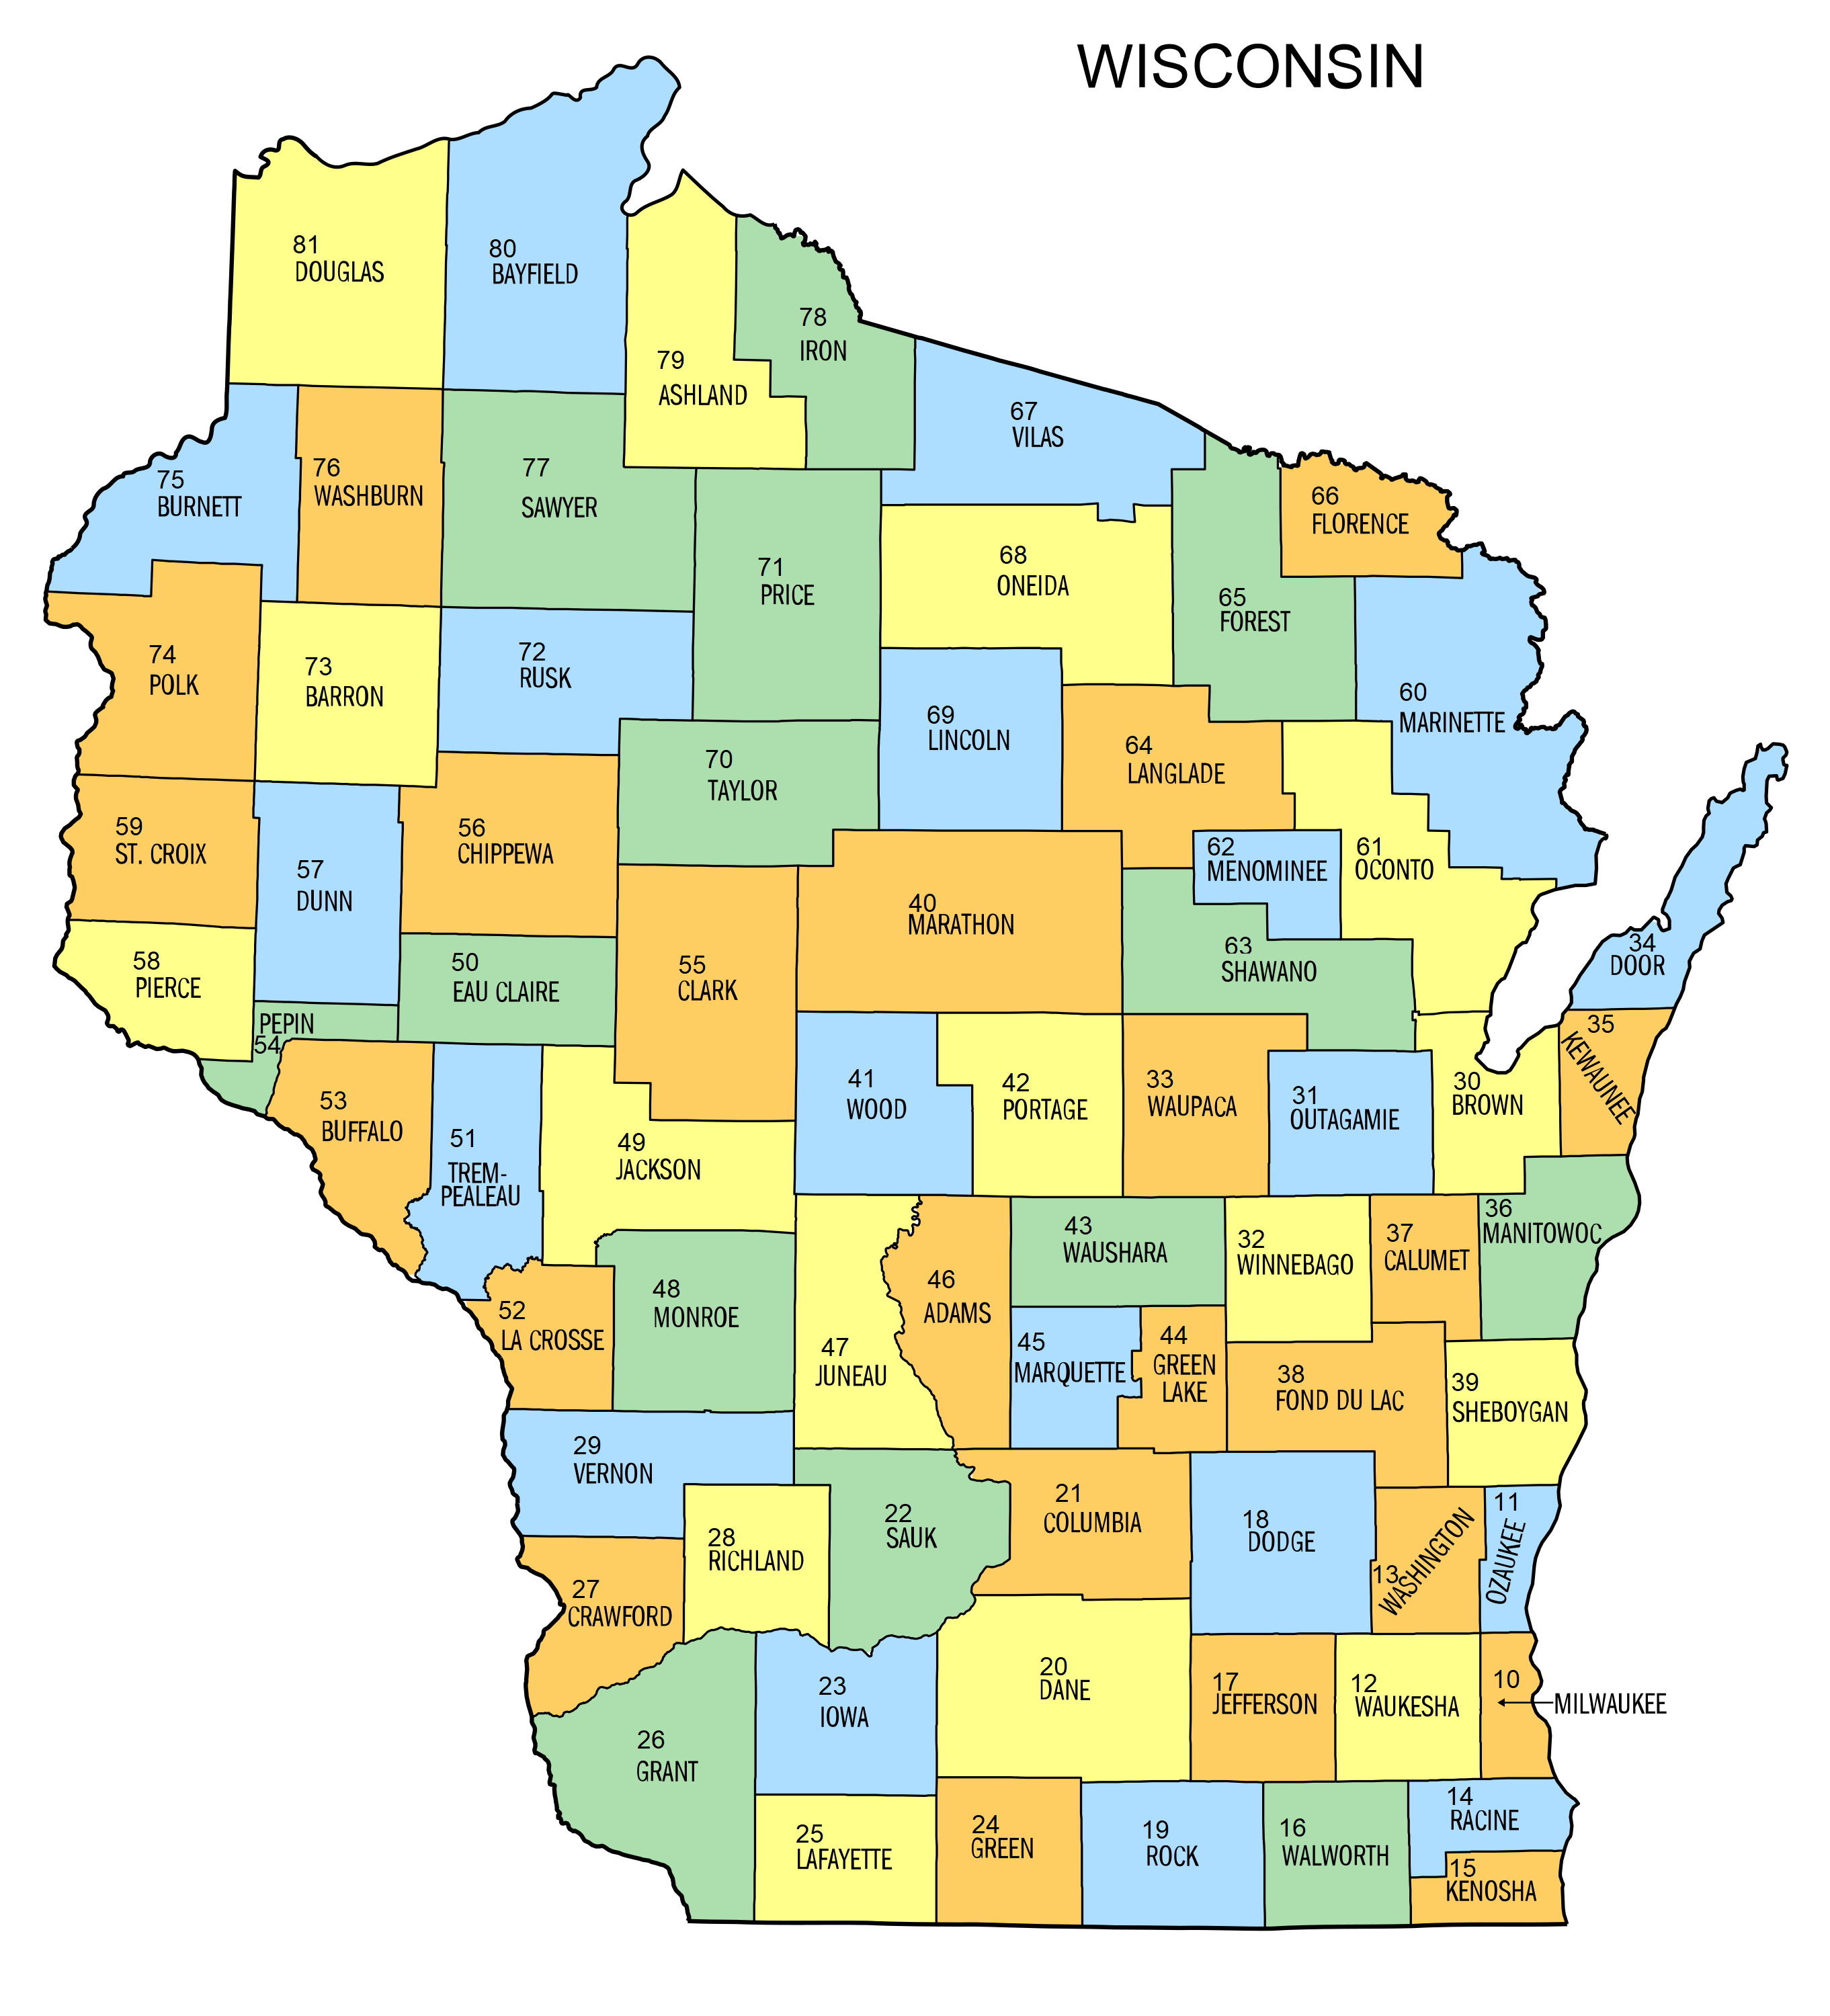 WISCONSIN
81
DOUGLAS
80
BAYFIELD
79
ASHLAND
78
IRON
67
VILAS
75
BURNETT
76
WASHBURN
77
SAWYER
66
FLORENCE
71
PRICE
68
ONEIDA
65
FOREST
74
POLK
73
BARRON
72
RUSK
60
MARINETTE
69
LINCOLN
70
TAYLOR
64
LANGLADE
59
ST. CROIX
57
DUNN
56
CHIPPEWA
62
MENOMINEE
61
OCONTO
40
MARATHON
58
PIERCE
50
EAU CLAIRE
55
CLARK
63
SHAWANO
34
DOOR
PEPIN
54
35
KEWAUNEE
53
BUFFALO
51
TREM-
PEALEAU
49
JACKSON
41
WOOD
42
PORTAGE
33
WAUPACA
31
OUTAGAMIE
30
BROWN
36
MANITOWOC
43
WAUSHARA
32
WINNEBAGO
37
CALUMET
52
LA CROSSE
48
MONROE
47
JUNEAU
46
ADAMS
45
MARQUETTE
44
GREEN
LAKE
38
FOND DU LAC
39
SHEBOYGAN
29
VERNON
28
RICHLAND
22
SAUK
21
COLUMBIA
18
DODGE
13
WASHINGTON
11
OZAUKEE
27
CRAWFORD
26
GRANT
23
IOWA
20
DANE
17
JEFFERSON
12
WAUKESHA
10
MILWAUKEE
25
LAFAYETTE
24
GREEN
19
ROCK
16
WALWORTH
14
RACINE
15
KENOSHA